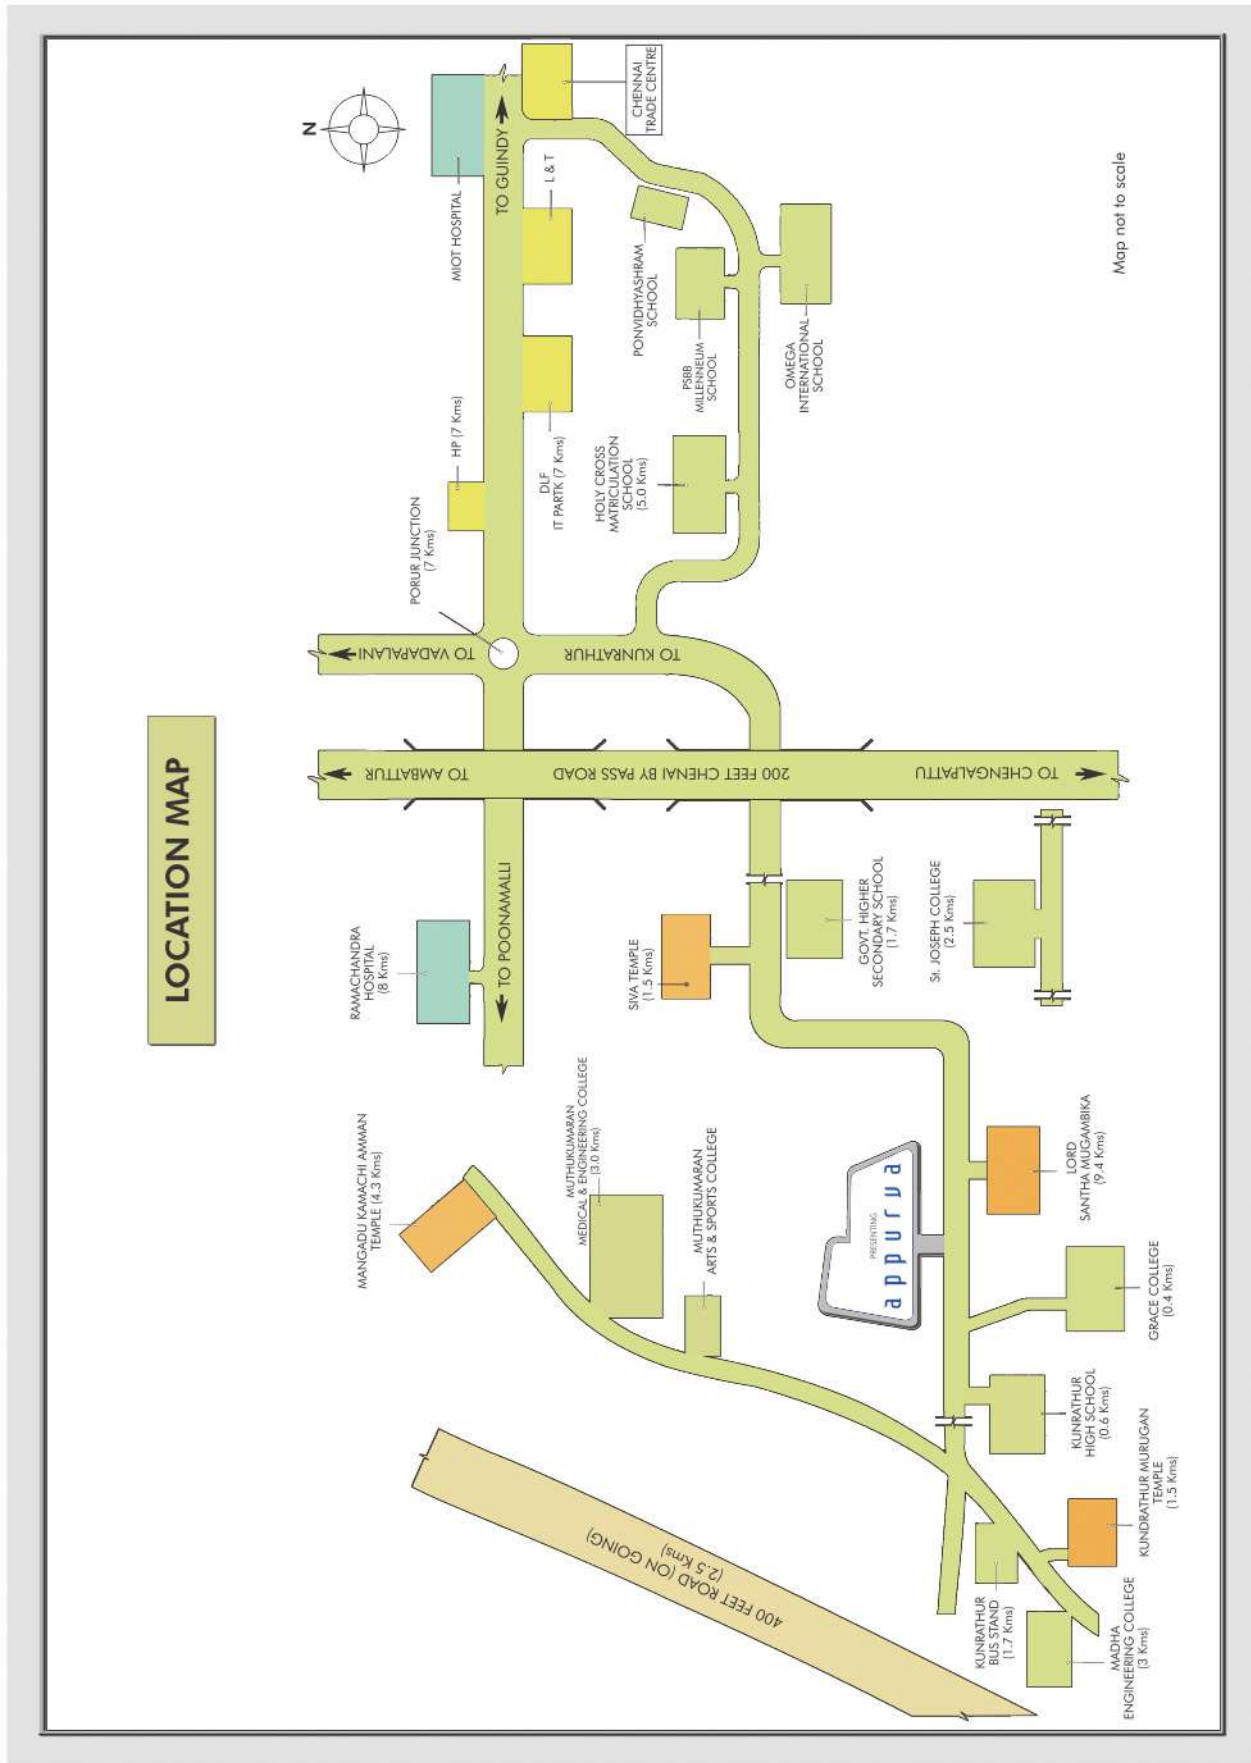 LOCATION MAP
N
MIOT HOSPITAL
TO GUINDY
CHENNAI
TRADE CENTRE
L & T
HP (7 Kms)
DLF
IT PARTK (7 Kms)
PORUR JUNCTION
(7 Kms)
PONVIDHYASHRAM
SCHOOL
PSBB
MILLENNEUM
SCHOOL
OMEGA
INTERNATIONAL
SCHOOL
HOLY CROSS
MATRICULATION
SCHOOL
(5.0 Kms)
TO VADAPALANI
TO KUNRATHUR
TO AMBATTUR
200 FEET CHENAI BY PASS ROAD
TO CHENGALPATTU
TO POONAMALLI
RAMACHANDRA
HOSPITAL
(8 Kms)
SIVA TEMPLE
(1.5 Kms)
GOVT. HIGHER
SECONDARY SCHOOL
(1.7 Kms)
St. JOSEPH COLLEGE
(2.5 Kms)
MANGADU KAMACHI AMMAN
TEMPLE (4.3 Kms)
MUTHUKUMARAN
MEDICAL & ENGINEERING COLLEGE
(3.0 Kms)
MUTHUKUMARAN
ARTS & SPORTS COLLEGE
PRESENTING
appurva
LORD
SANTHA MUGAMBIKA
(9.4 Kms)
GRACE COLLEGE
(0.4 Kms)
KUNRATHUR
HIGH SCHOOL
(0.6 Kms)
KUNDRATHUR MURUGAN
TEMPLE
(1.5 Kms)
400 FEET ROAD (ON GOING)
(2.5 Kms)
KUNRATHUR
BUS STAND
(1.7 Kms)
MADHA
ENGINEERING COLLEGE
(3 Kms)
Map not to scale